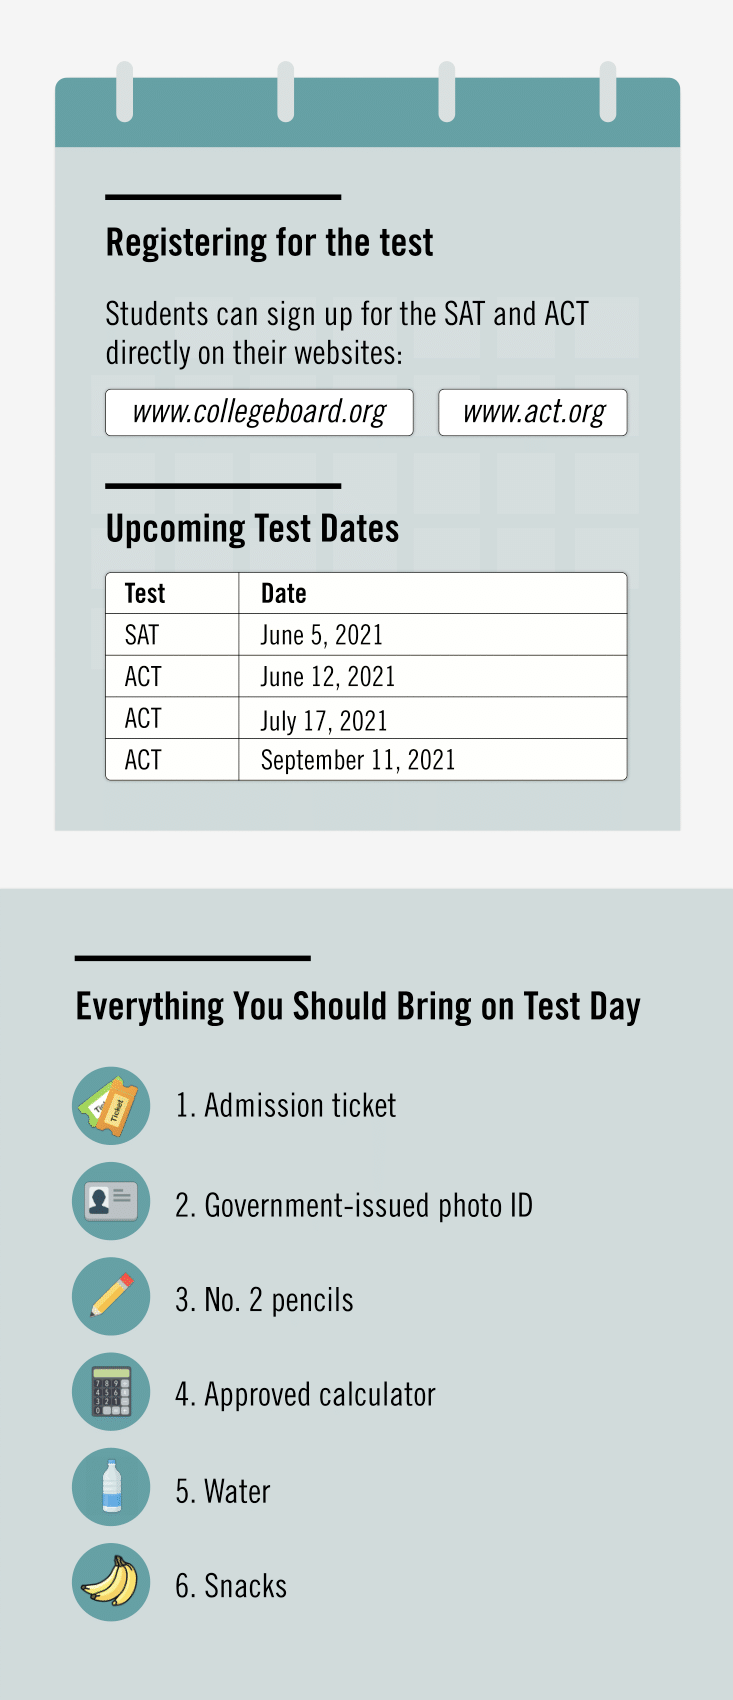 Registering for the test
Students can sign up for the SAT and ACT
directly on their websites:
www.collegeboard.org www.act.org
Upcoming Test Dates
Test Date
SAT June 5, 2021
ACT June 12, 2021
ACT July 17, 2021
ACT September 11, 2021
Everything You Should Bring on Test Day
Ticket
1. Admission ticket
2. Government-issued photo ID
3. No. 2 pencils
4. Approved calculator
5. Water
6. Snacks